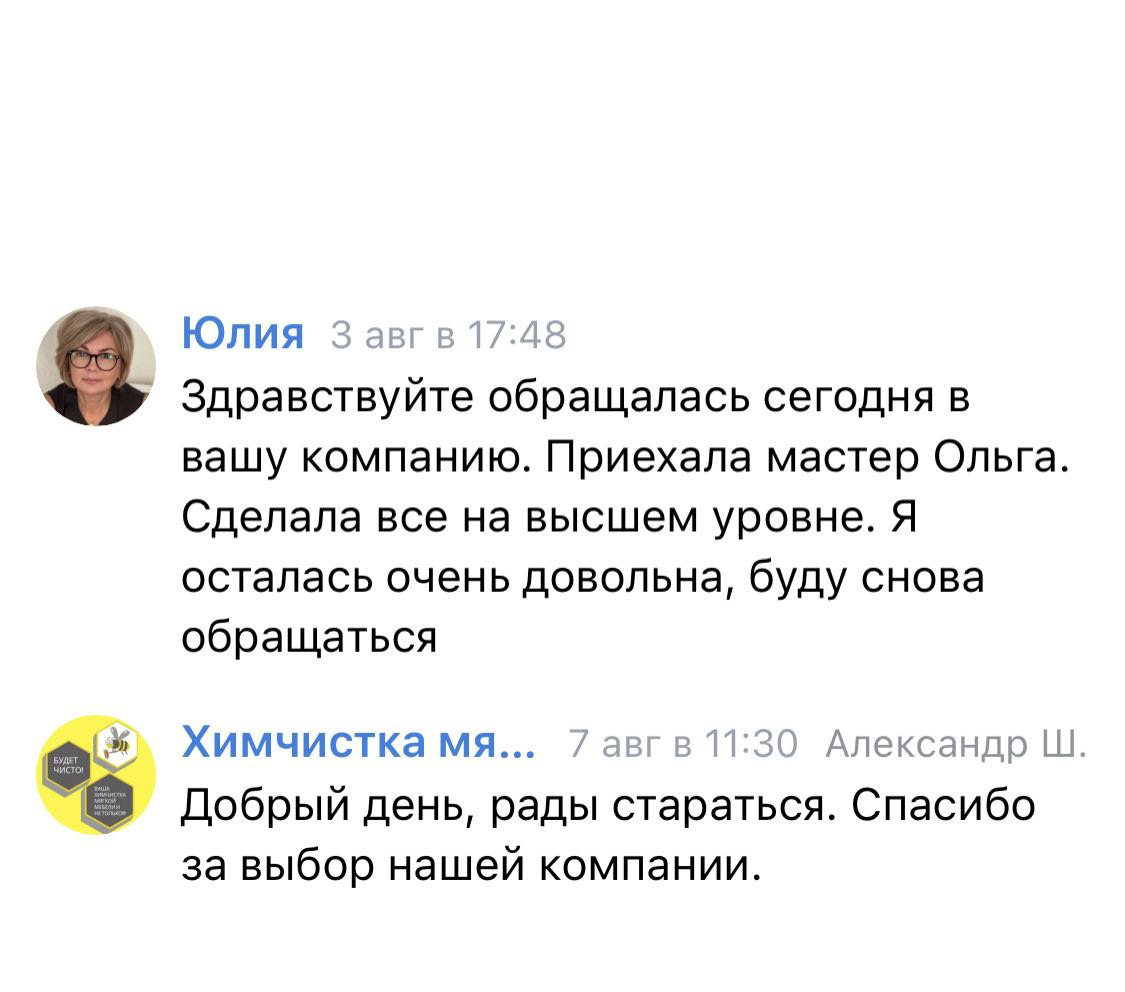 Юлия 3 авг в 17:48
Здравствуйте обращалась сегодня в
вашу компанию. Приехала мастер Ольга.
Сделала все на высшем уровне. Я
осталась очень довольна, буду снова
обращаться
Химчистка мя... 7 авг в 11:30 Александр Ш.
БУДЕТ
ЧИСТО!
ВАША
ХИМЧИСТКА
МЯГКОЙ
МЕБЕЛИ И
НЕ ТОЛЬКО!
Добрый день, рады стараться. Спасибо
за выбор нашей компании.